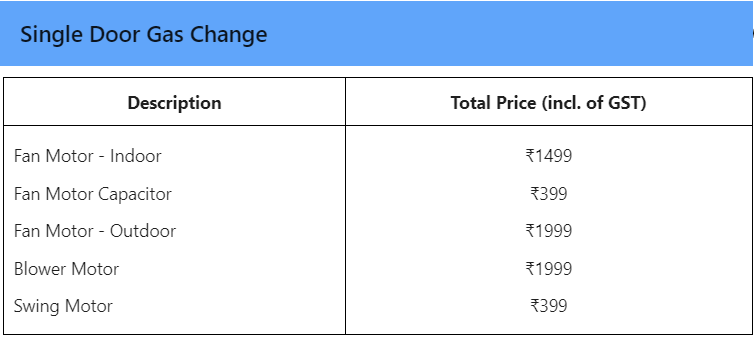 Single Door Gas Change
Description Total Price (incl. of GST)
Fan Motor - Indoor ₹1499
Fan Motor Capacitor ₹399
Fan Motor - Outdoor ₹1999
Blower Motor ₹1999
Swing Motor ₹399